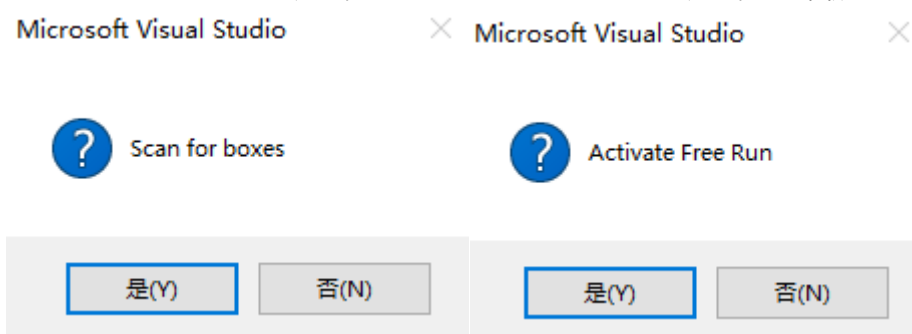 Microsoft Visual Studio
Scan for boxes
是(Y) 否(N)
Microsoft Visual Studio
Activate Free Run
是(Y) 否(N)